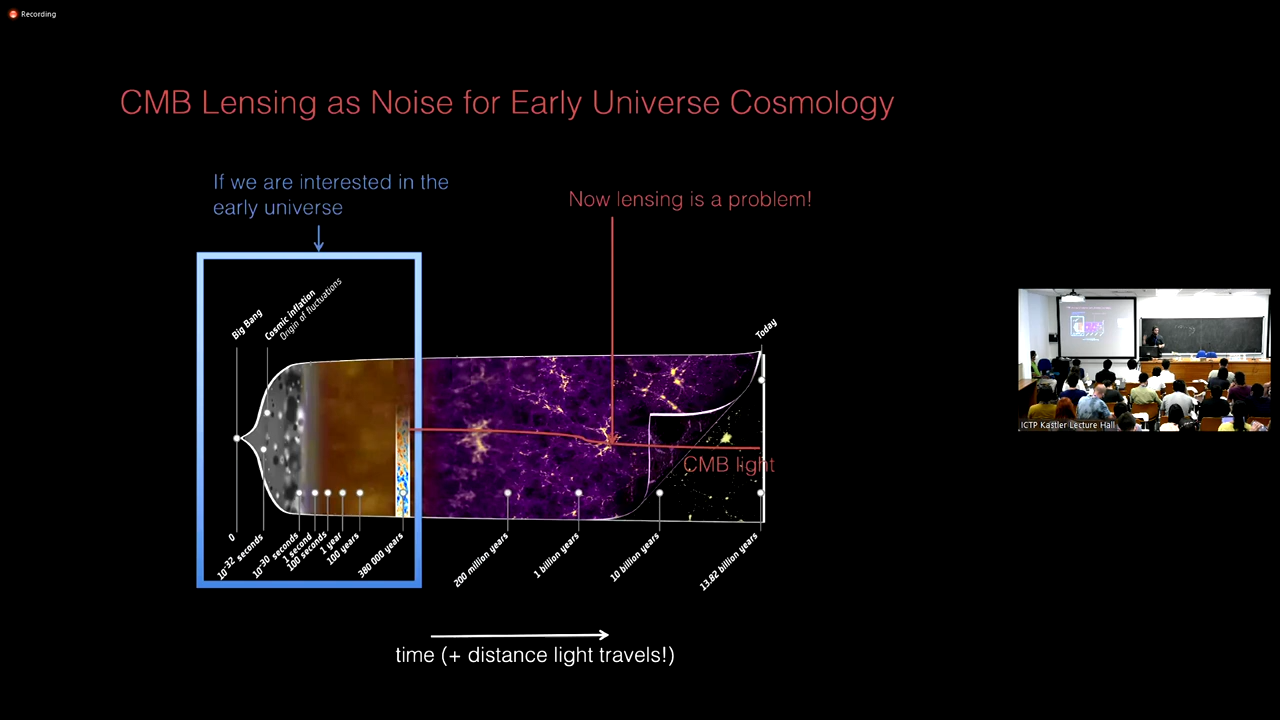 Recording
CMB Lensing as Noise for Early Universe Cosmology
If we are interested in the
early universe
Now lensing is a problem!
Big Bang
Cosmic inflation
Origin of fluctuations
Today
CMB light
0
10-32 seconds
10-30 seconds
1 second
100 seconds
1 year
100 years
380 000 years
200 million years
1 billion years
10 billion years
13.82 billion years
time (+ distance light travels!)
ICTP Kastler Lecture Hall